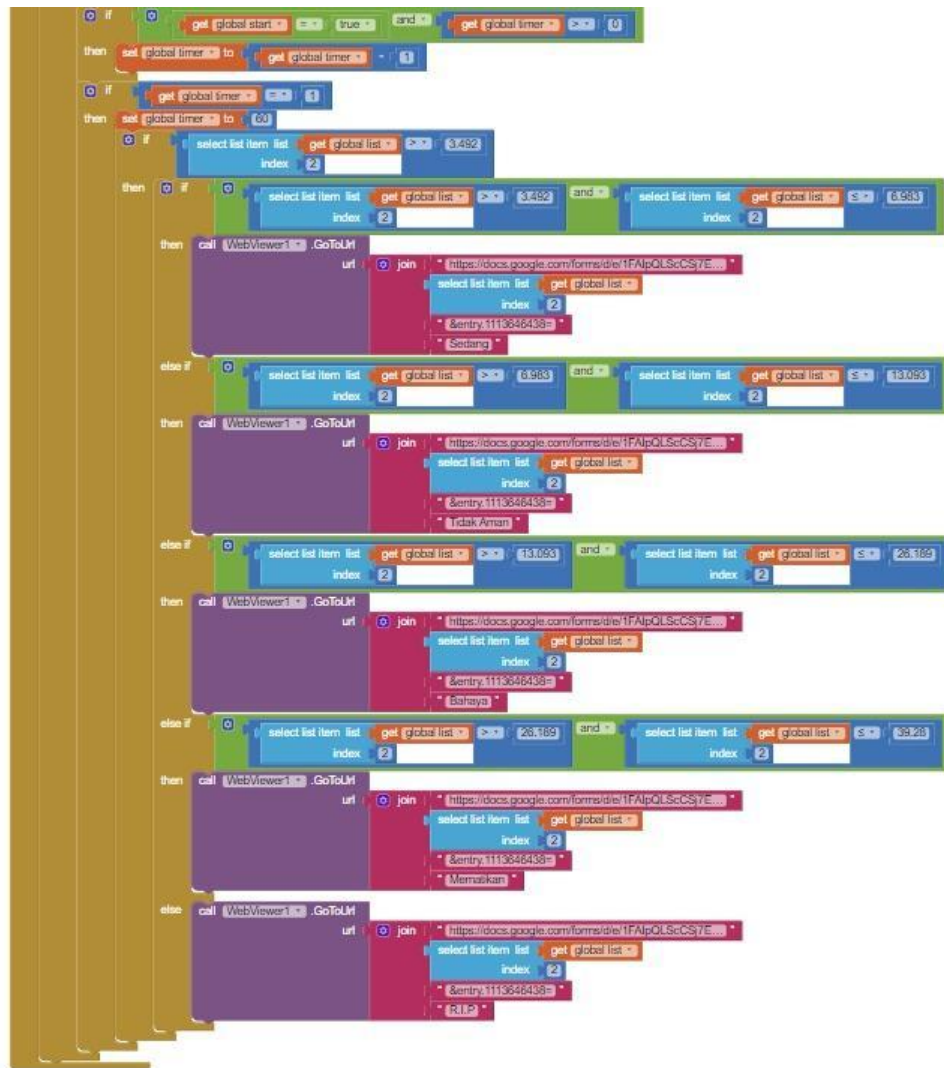 if get global start = true and get global timer > 0
then set global timer to get global timer - 1
if get global timer = 1
then set global timer to 60
if select list item list get global list > 3.492
index 2
then if select list item list get global list > 3.492 and select list item list get global list ≤ 6.983
index 2 index 2
then call WebViewer1 .GoToUrl
url join " https://docs.google.com/forms/d/e/1FAIpQLScCSj7E... "
select list item list get global list
index 2
" &entry.1113646438= "
" Sedang "
else if select list item list get global list > 6.983 and select list item list get global list ≤ 13.093
index 2 index 2
then call WebViewer1 .GoToUrl
url join " https://docs.google.com/forms/d/e/1FAIpQLScCSj7E... "
select list item list get global list
index 2
" &entry.1113646438= "
" Tidak Aman "
else if select list item list get global list > 13.093 and select list item list get global list ≤ 26.189
index 2 index 2
then call WebViewer1 .GoToUrl
url join " https://docs.google.com/forms/d/e/1FAIpQLScCSj7E... "
select list item list get global list
index 2
" &entry.1113646438= "
" Bahaya "
else if select list item list get global list > 26.189 and select list item list get global list ≤ 39.28
index 2 index 2
then call WebViewer1 .GoToUrl
url join " https://docs.google.com/forms/d/e/1FAIpQLScCSj7E... "
select list item list get global list
index 2
" &entry.1113646438= "
" Mematikan "
else call WebViewer1 .GoToUrl
url join " https://docs.google.com/forms/d/e/1FAIpQLScCSj7E... "
select list item list get global list
index 2
" &entry.1113646438= "
" R.I.P "